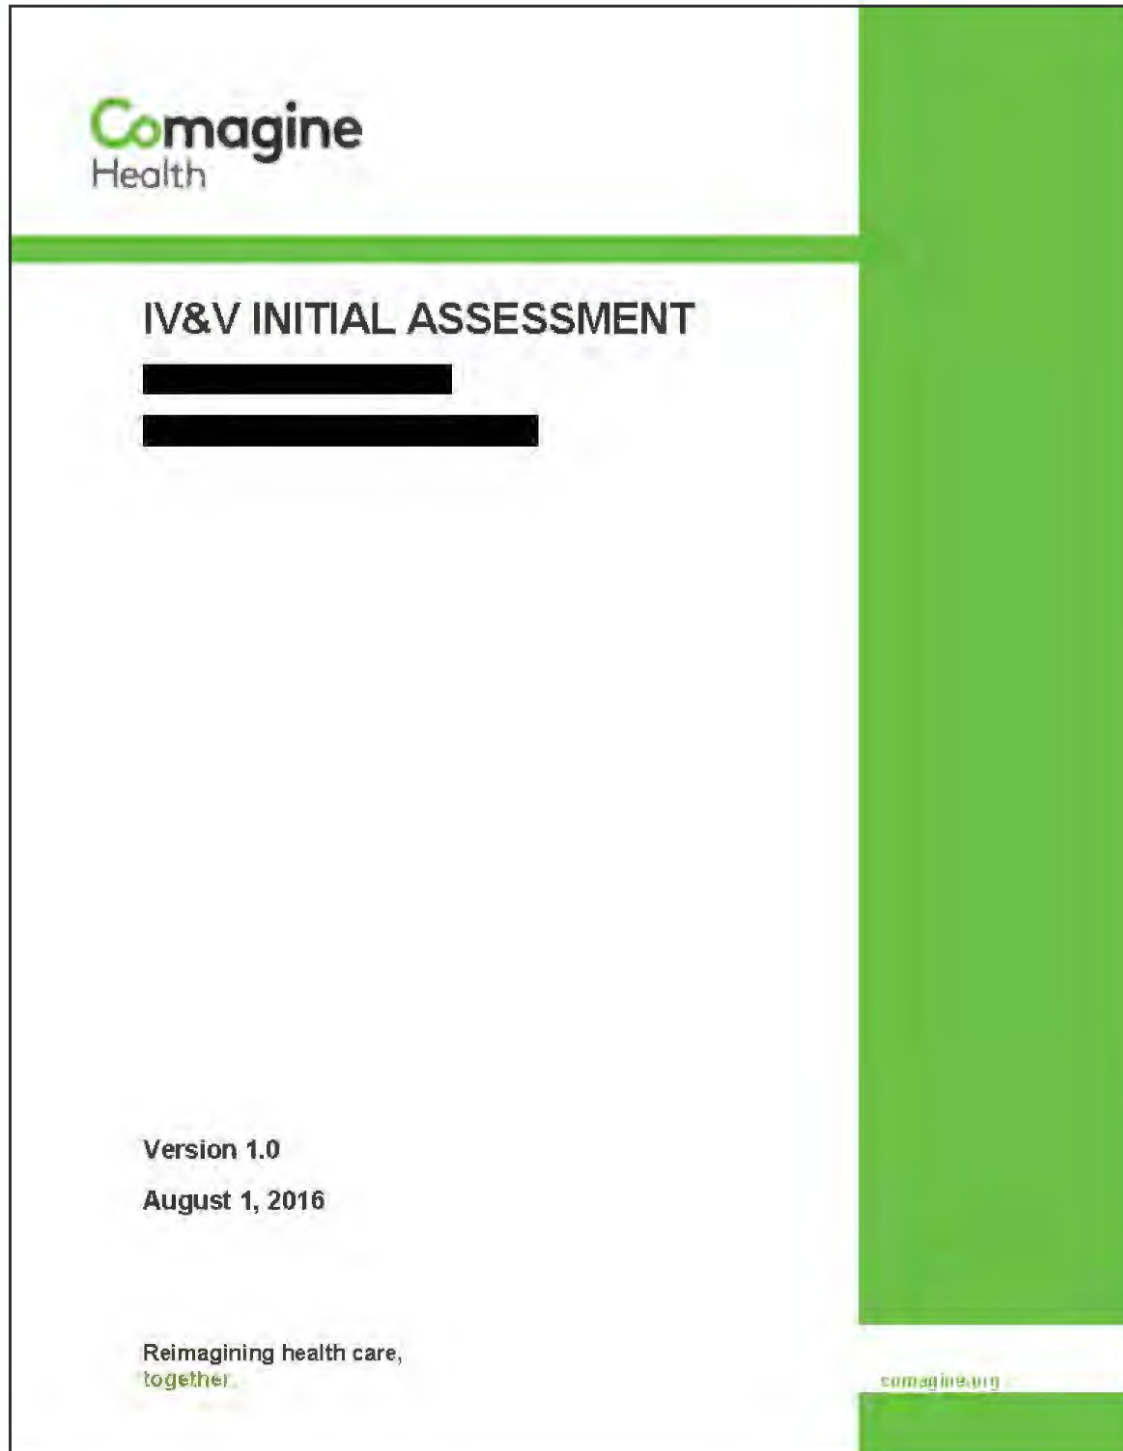 Comagine
Health
IV&V INITIAL ASSESSMENT
Version 1.0
August 1, 2016
Reimagining health care,
together.
comagine.org